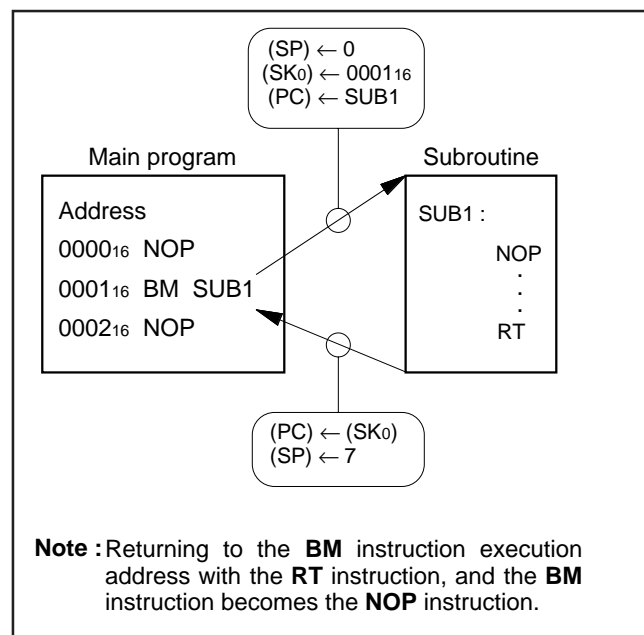 (SP) ← 0
(SK0) ← 000116
(PC) ← SUB1
Main program
Subroutine
Address
000016 NOP
000116 BM SUB1
000216 NOP
SUB1 :
NOP
.
.
.
RT
(PC) ← (SK0)
(SP) ← 7
Note : Returning to the BM instruction execution
address with the RT instruction, and the BM
instruction becomes the NOP instruction.